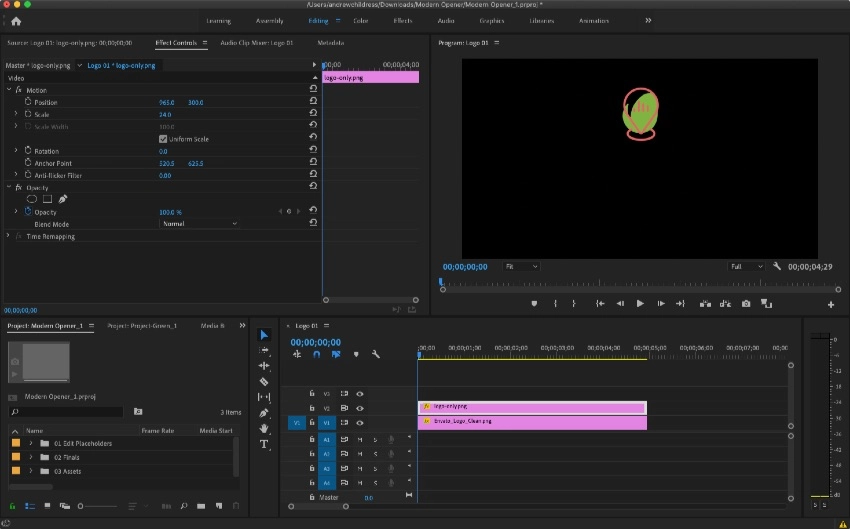 /Users/andrewchildress/Downloads/Modern Opener/Modern Opener_1.prproj *
Learning Assembly Editing Color Effects Audio Graphics Libraries Animators
Source: Logo 01: logo-only.png: 00;00;00;00 Effect Controls Audio Clip Mixer: Logo 01 Metadata
Program: Logo 01
Master * logo-only.png Logo 01 * logo-only.png
;00;00 00;00;04;00
Video
logo-only.png
fx Motion
Position 965.0 300.0
Scale 24.0
Scale Width 100.0
Uniform Scale
Rotation 0.0
Anchor Point 520.5 625.5
Anti-flicker Filter 0.00
fx Opacity
Opacity 100.0 %
Blend Mode Normal
fx Time Remapping
00;00;00;00
00;00;00;00 Fit Full 00;00;04;29
Project: Modern Opener_1 Project: Project-Green_1 Media B
Modern Opener_1.prproj
3 Items
Name Frame Rate Media Start
01 Edit Placeholders
02 Finals
03 Assets
Logo 01
00;00;00;00
;00;00 00;00;01;00 00;00;02;00 00;00;03;00 00;00;04;00 00;00;05;00 00;00;06;00 00;00;07;00 00;00
V3
V2 fx logo-only.png
V1 V1 fx Envato_Logo_Clean.png
A1 M S
A2 M S
A3 M S
A4 M S
Master 0.0
0
-6
-12
-18
-24
-30
-36
-42
-48
-54
dB
S S